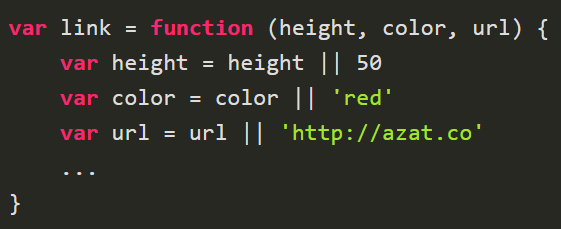 var link = function (height, color, url) {
    var height = height || 50
    var color = color || 'red'
    var url = url || 'http://azat.co'
    ...
}